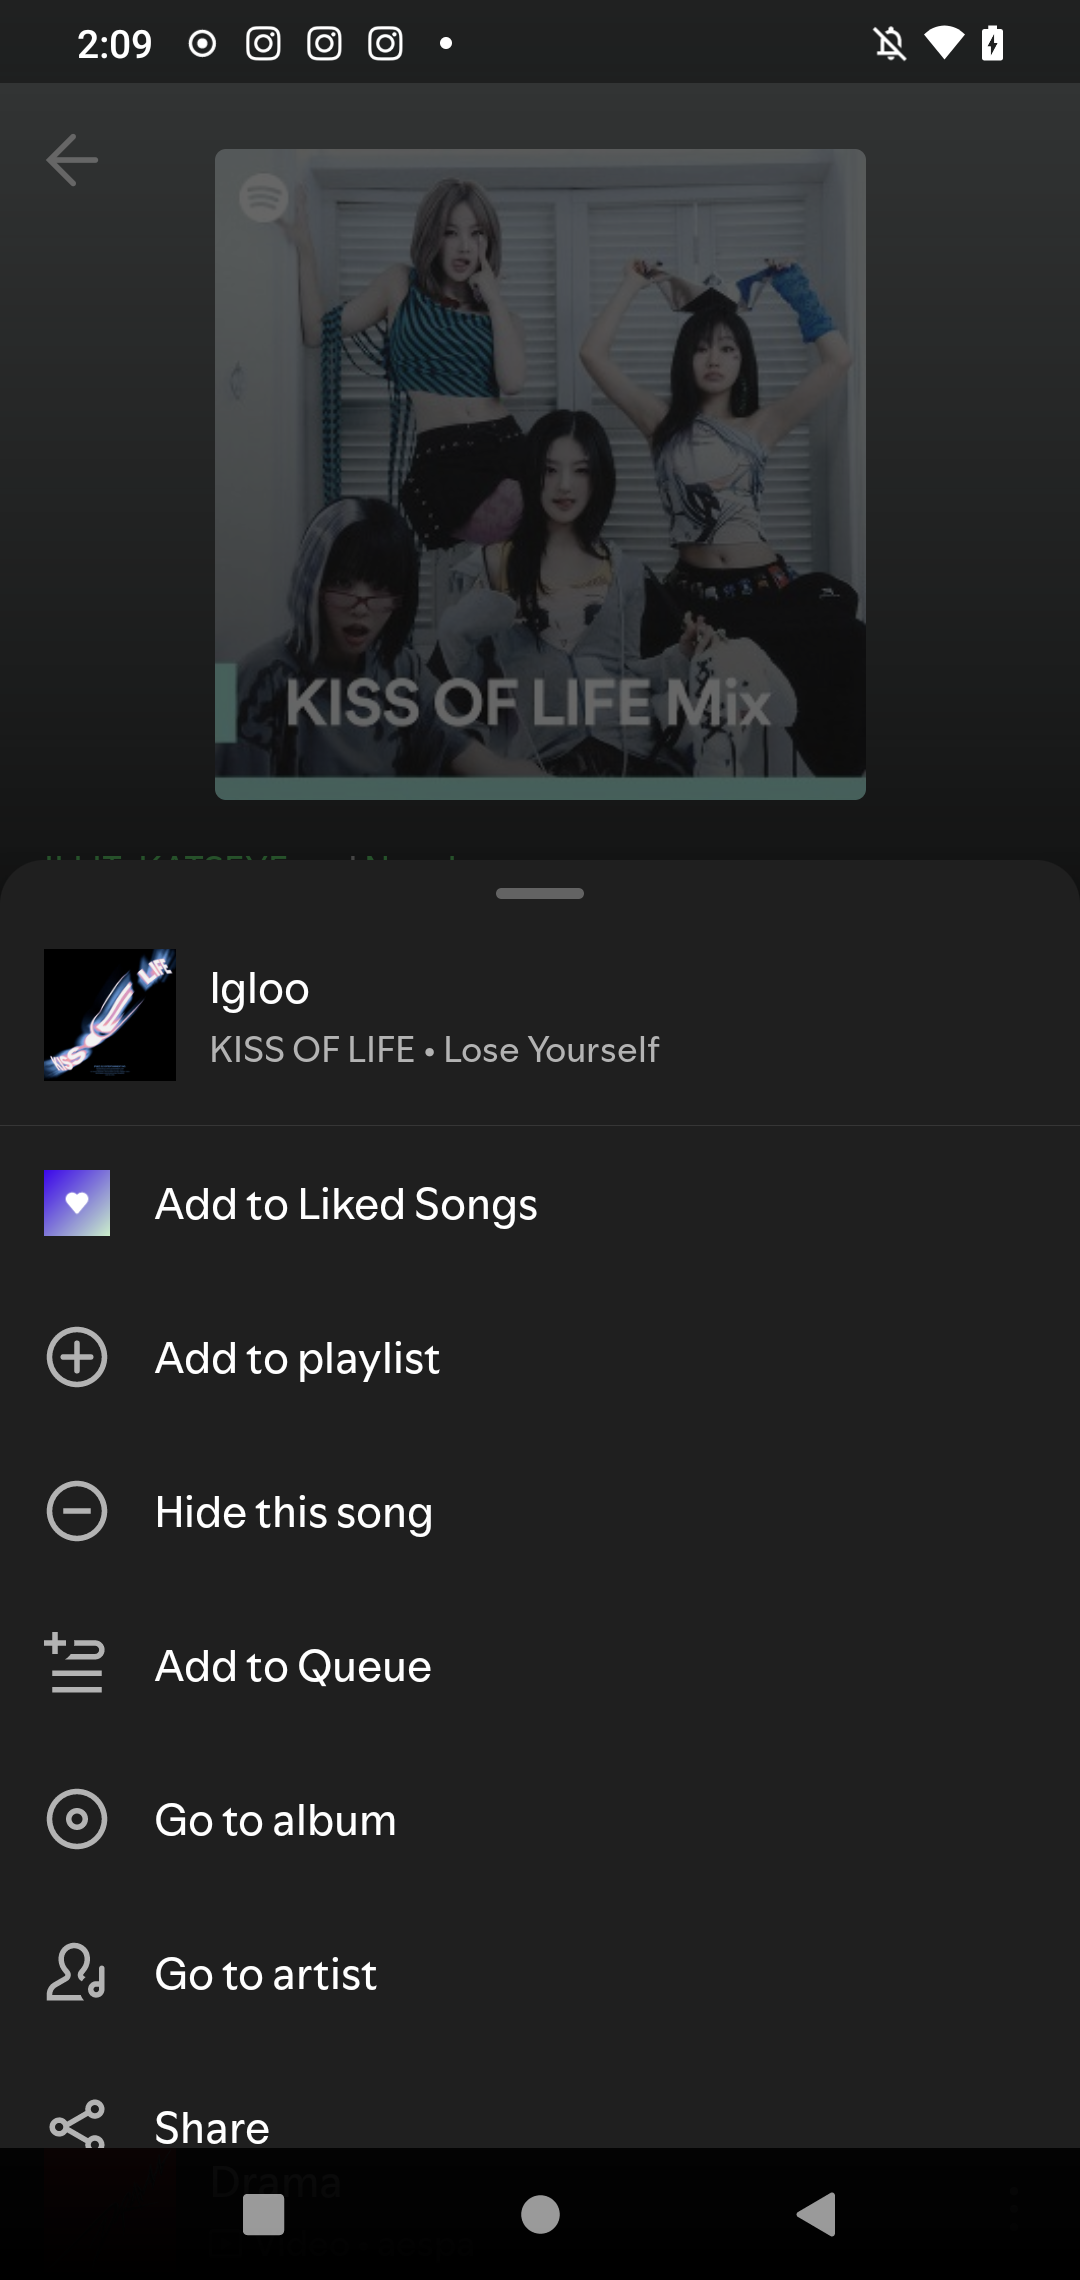 2:09
KISS OF LIFE Mix
Igloo
KISS OF LIFE • Lose Yourself
Add to Liked Songs
Add to playlist
Hide this song
Add to Queue
Go to album
Go to artist
Share
Drama